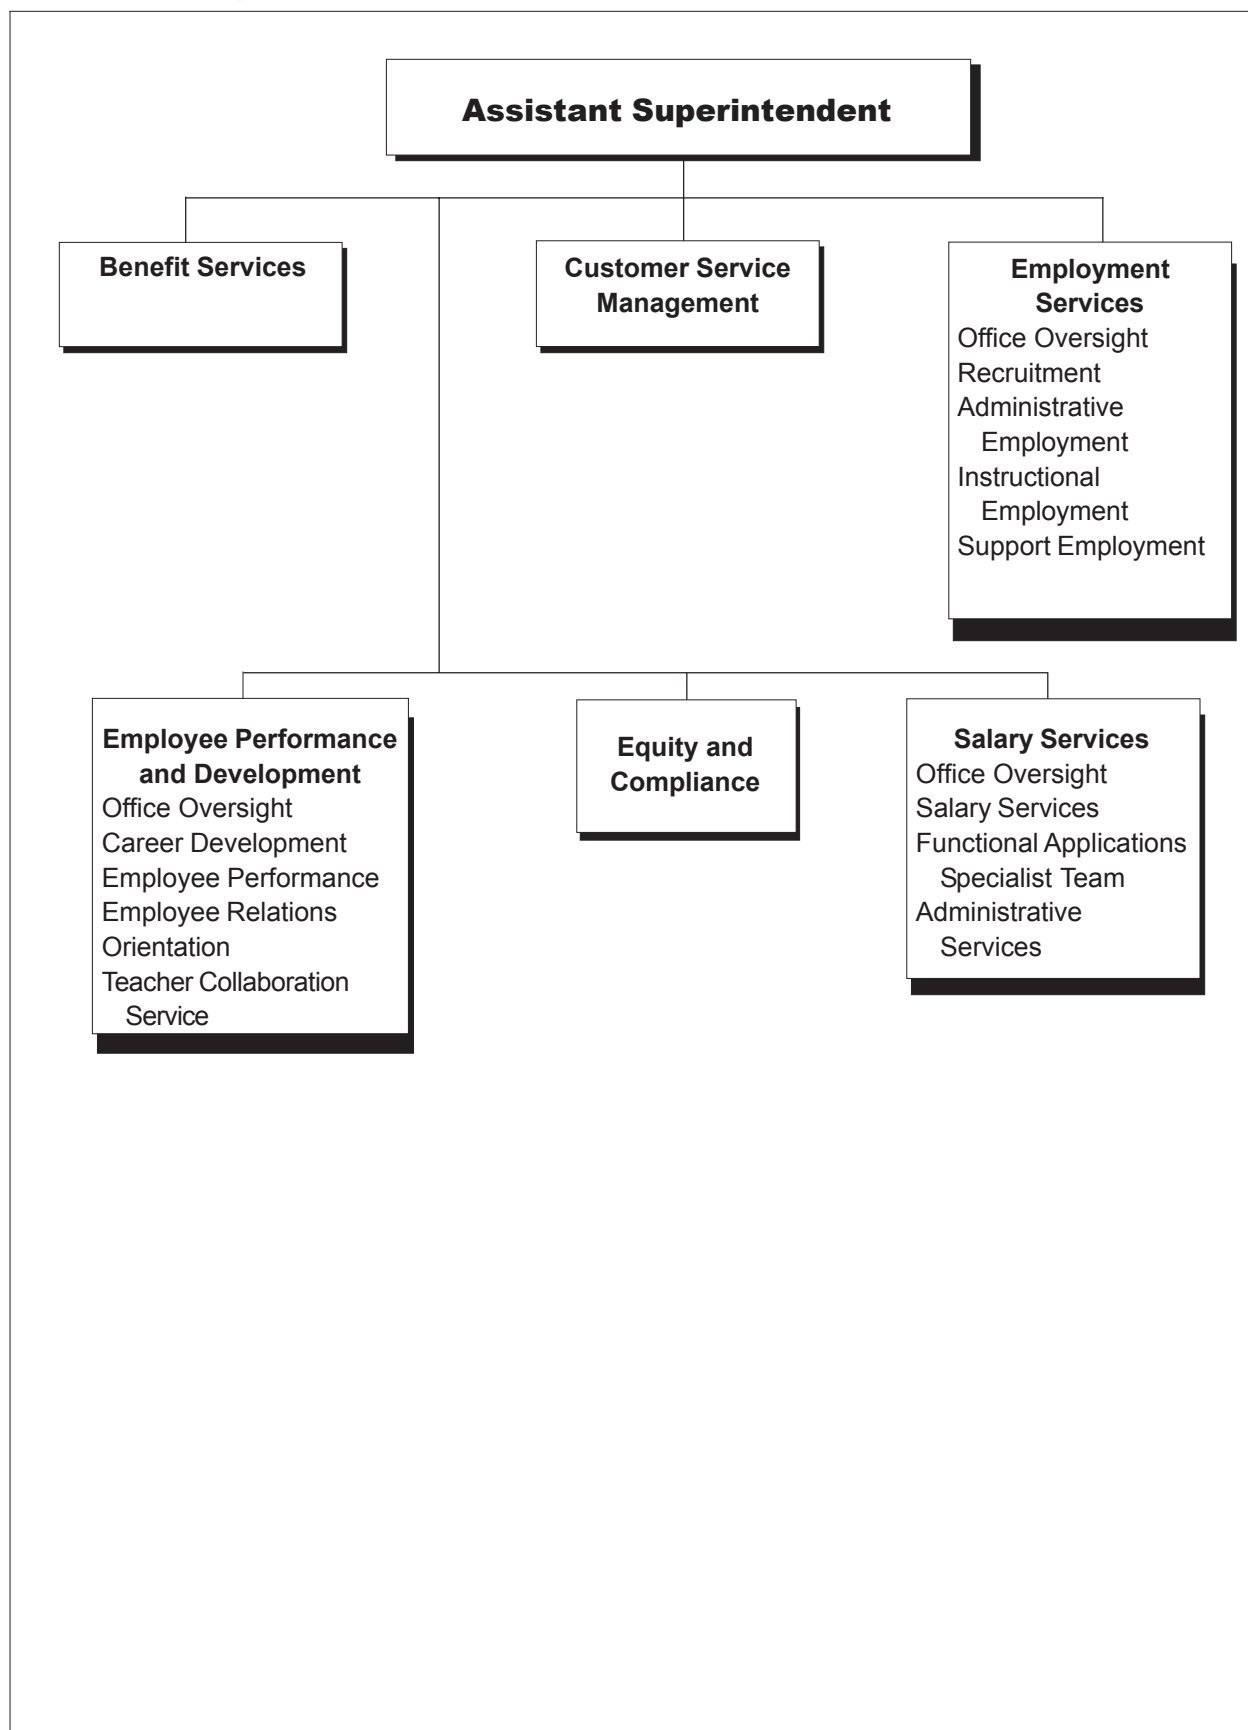 Assistant Superintendent
Benefit Services
Customer Service
Management
Employment
Services
Office Oversight
Recruitment
Administrative
Employment
Instructional
Employment
Support Employment
Employee Performance
and Development
Office Oversight
Career Development
Employee Performance
Employee Relations
Orientation
Teacher Collaboration
Service
Equity and
Compliance
Salary Services
Office Oversight
Salary Services
Functional Applications
Specialist Team
Administrative
Services